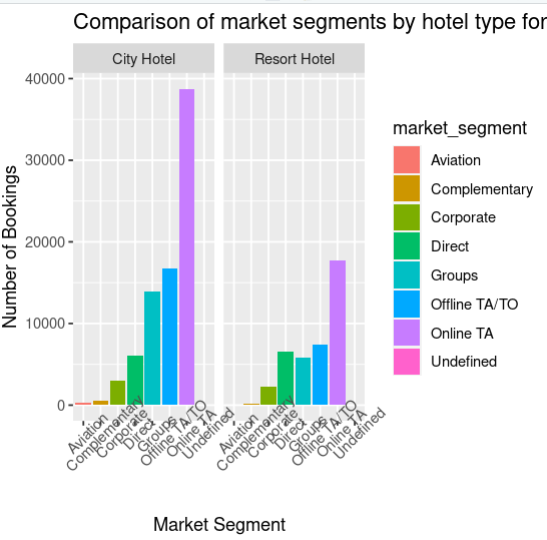 Comparison of market segments by hotel type for
City Hotel
Resort Hotel
Number of Bookings
40000
30000
20000
10000
0
Aviation
Complementary
Corporate
Direct
Groups
Offline TA/TO
Online TA
Undefined
Aviation
Complementary
Corporate
Direct
Groups
Offline TA/TO
Online TA
Undefined
Market Segment
market_segment
Aviation
Complementary
Corporate
Direct
Groups
Offline TA/TO
Online TA
Undefined